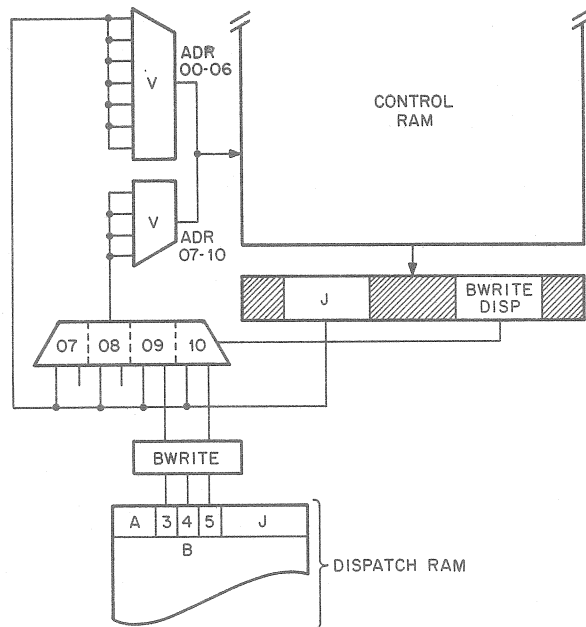 ADR
00-06
V
CONTROL
RAM
V
ADR
07-10
J
BWRITE
DISP
07 08 09 10
BWRITE
A 3 4 5 J
B
DISPATCH RAM